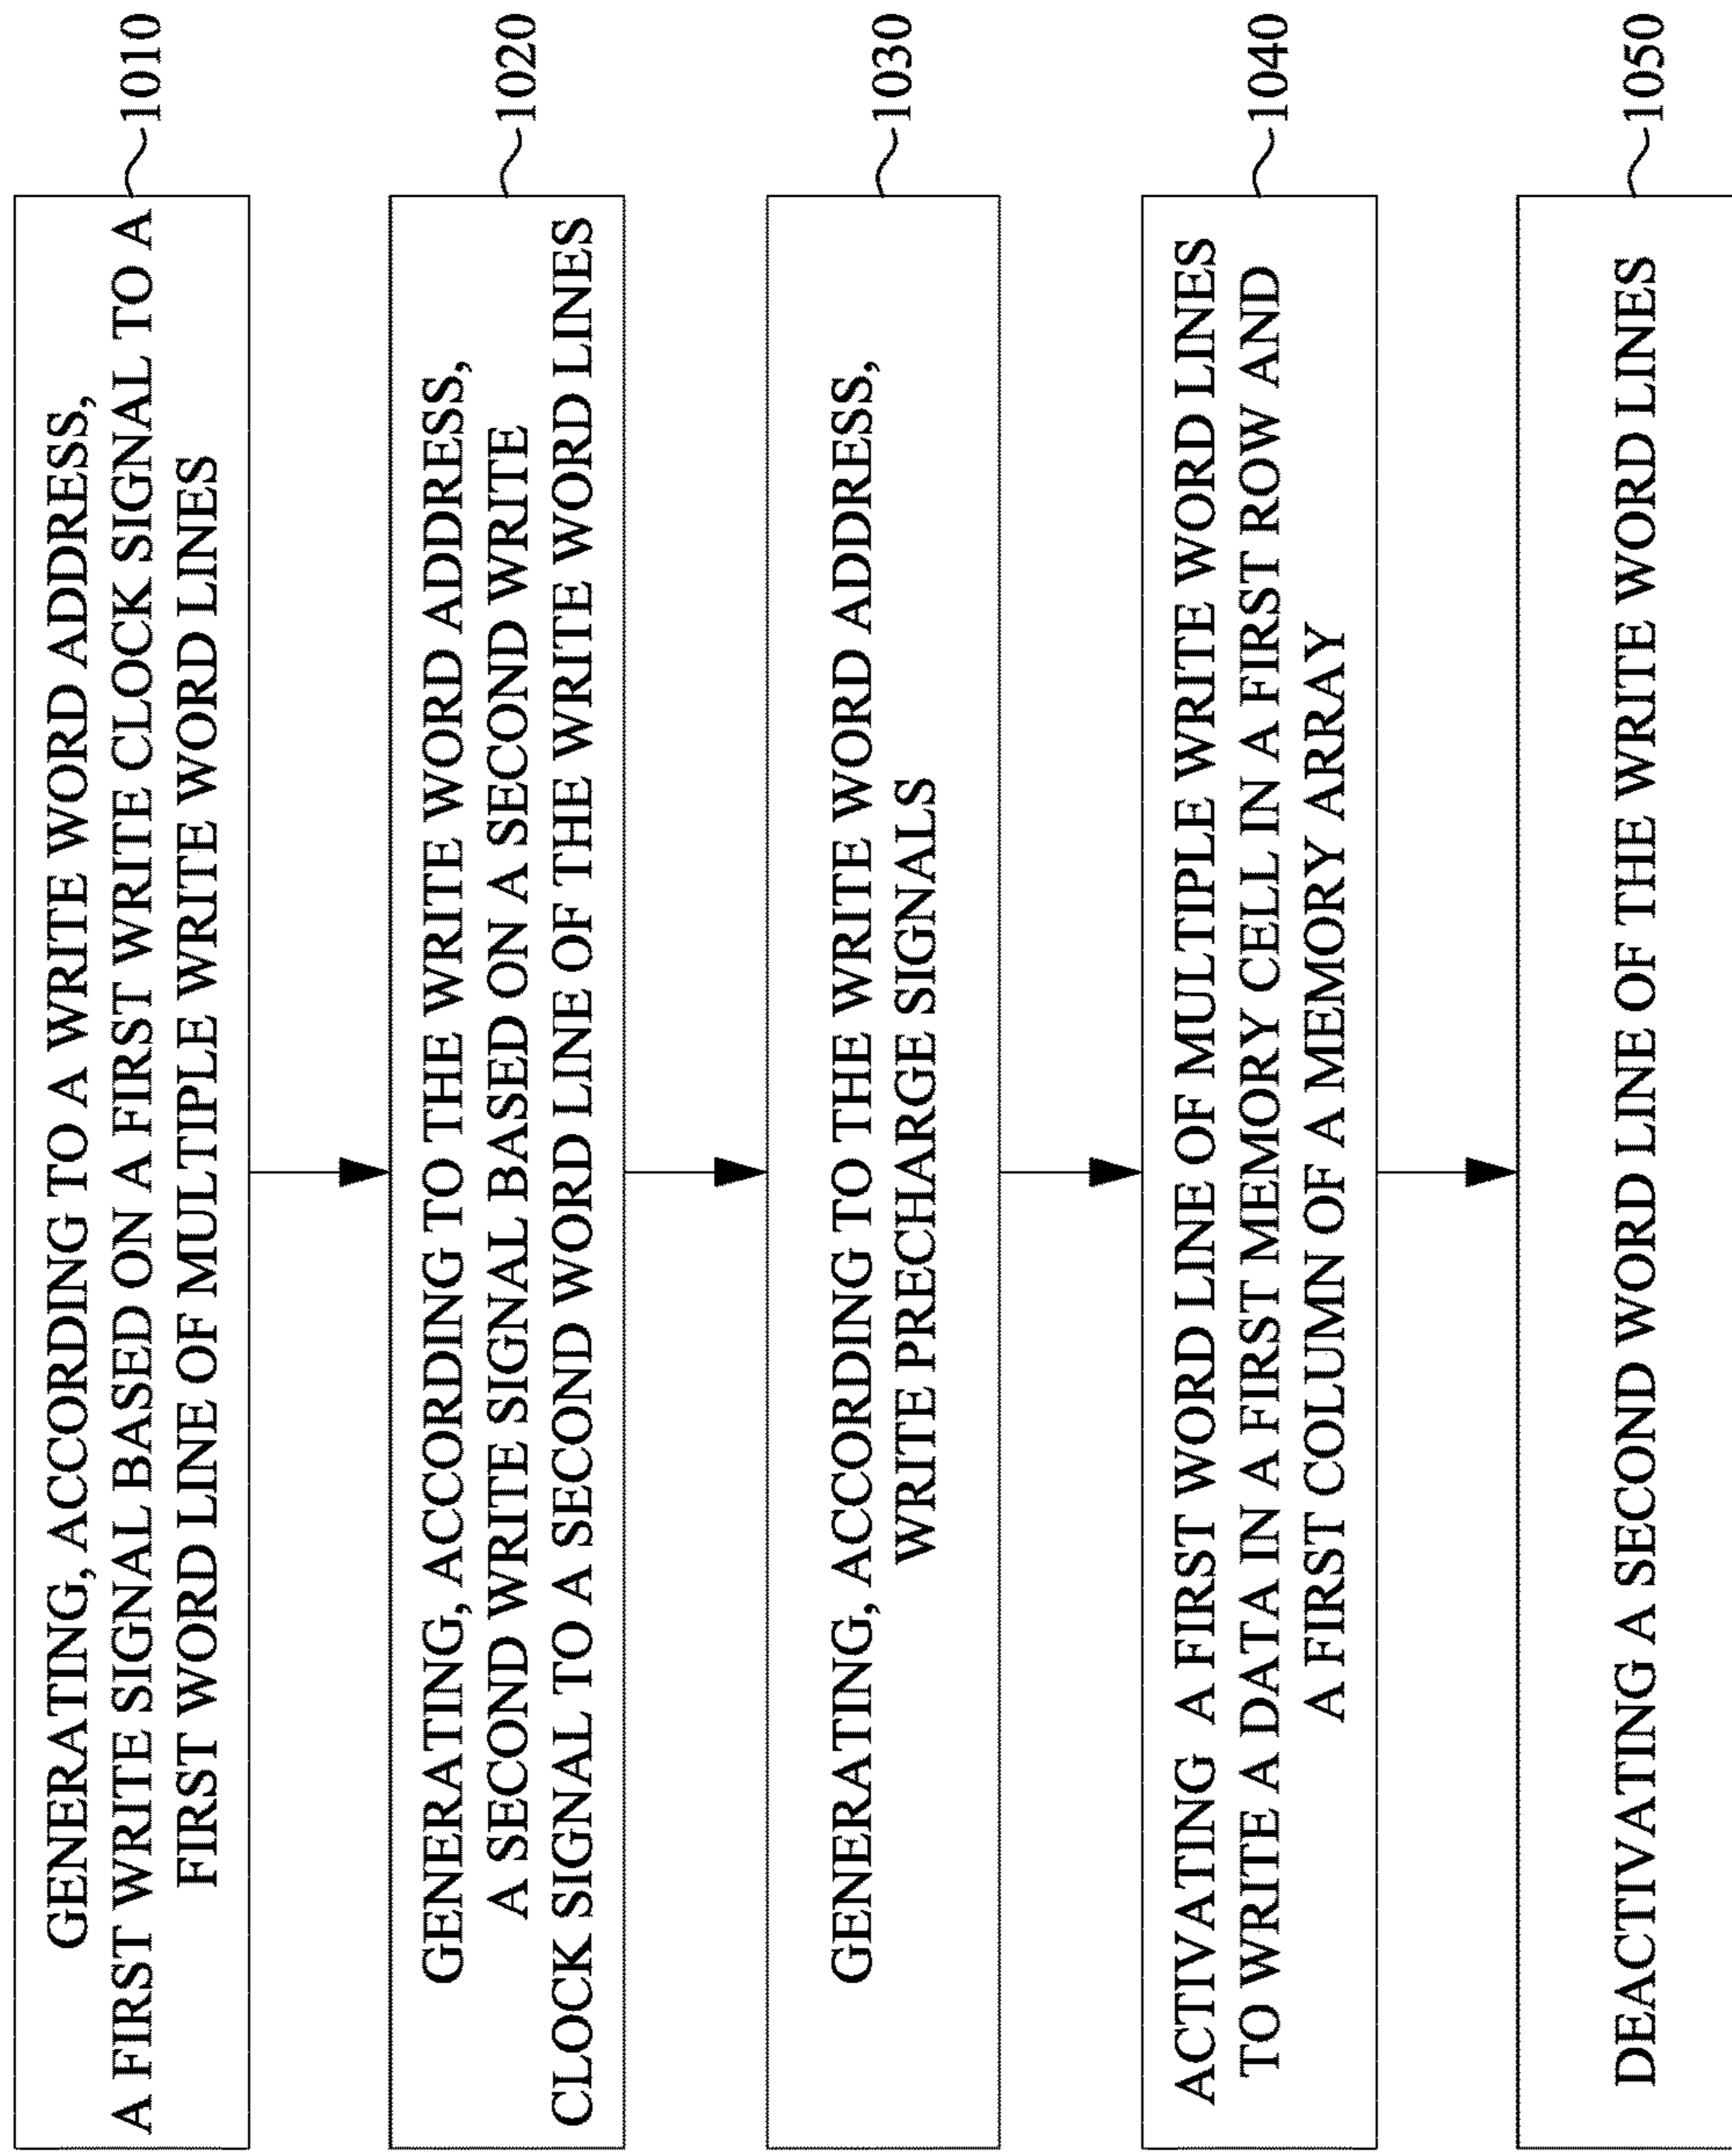 GENERATING, ACCORDING TO A WRITE WORD ADDRESS,
A FIRST WRITE SIGNAL BASED ON A FIRST WRITE CLOCK SIGNAL TO A
FIRST WORD LINE OF MULTIPLE WRITE WORD LINES
1010
GENERATING, ACCORDING TO THE WRITE WORD ADDRESS,
A SECOND WRITE SIGNAL BASED ON A SECOND WRITE
CLOCK SIGNAL TO A SECOND WORD LINE OF THE WRITE WORD LINES
1020
GENERATING, ACCORDING TO THE WRITE WORD ADDRESS,
WRITE PRECHARGE SIGNALS
1030
ACTIVATING A FIRST WORD LINE OF MULTIPLE WRITE WORD LINES
TO WRITE A DATA IN A FIRST MEMORY CELL IN A FIRST ROW AND
A FIRST COLUMN OF A MEMORY ARRAY
1040
DEACTIVATING A SECOND WORD LINE OF THE WRITE WORD LINES
1050